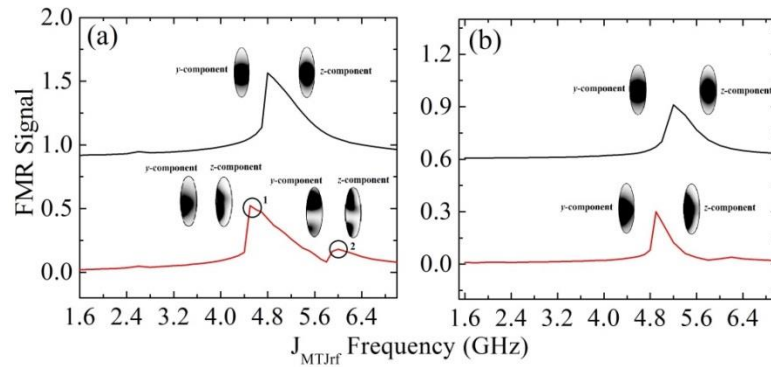 (a)
(b)
FMR Signal
2.0
1.5
1.0
0.5
0.0
y-component
z-component
y-component z-component
y-component
z-component
1
2
1.6 2.4 3.2 4.0 4.8 5.6 6.4
1.2
0.9
0.6
0.3
0.0
y-component
z-component
y-component
z-component
1.6 2.4 3.2 4.0 4.8 5.6 6.4
J_MTJrf Frequency (GHz)